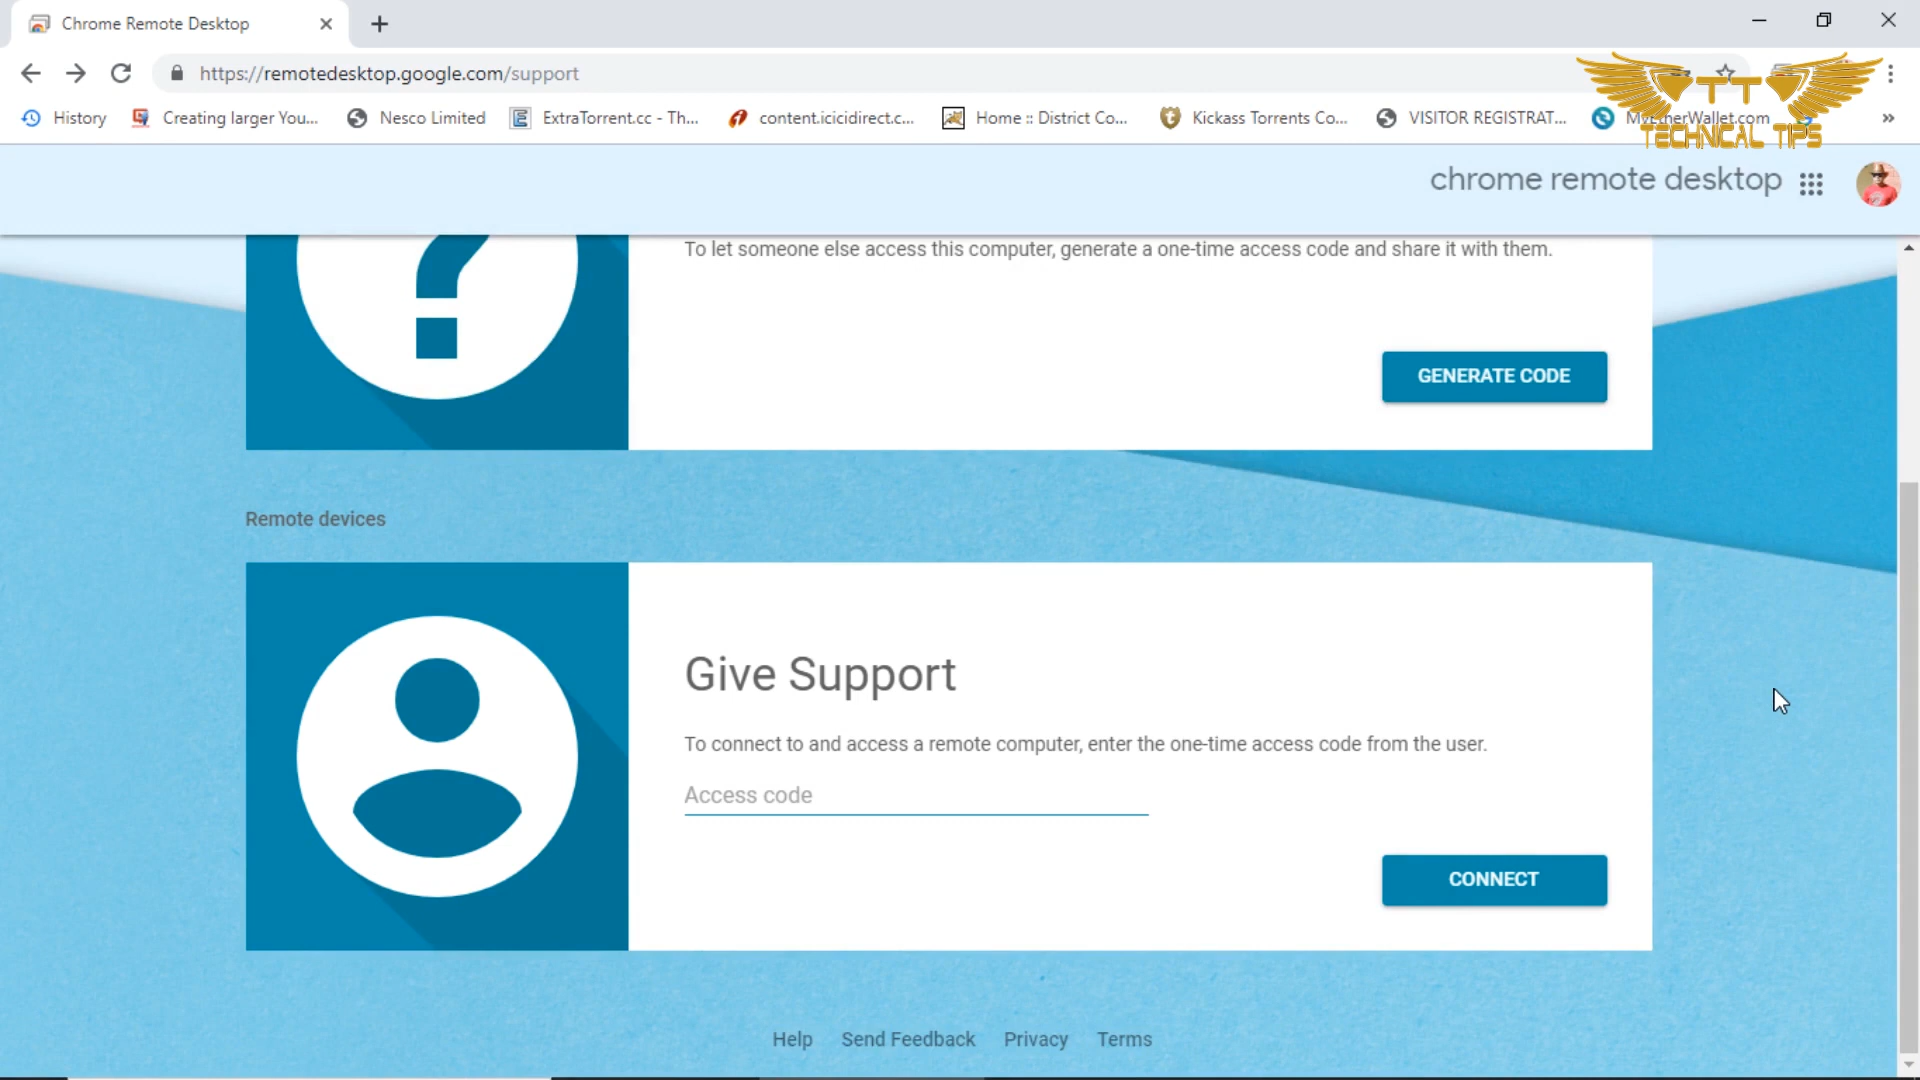 Chrome Remote Desktop
https://remotedesktop.google.com/support
History Creating larger You... Nesco Limited ExtraTorrent.cc - Th... content.icicidirect.c... Home :: District Co... Kickass Torrents Co... VISITOR REGISTRAT... MyEtherWallet.com »
TT
TECHNICAL TIPS
chrome remote desktop
To let someone else access this computer, generate a one-time access code and share it with them.
GENERATE CODE
Remote devices
Give Support
To connect to and access a remote computer, enter the one-time access code from the user.
Access code
CONNECT
Help Send Feedback Privacy Terms